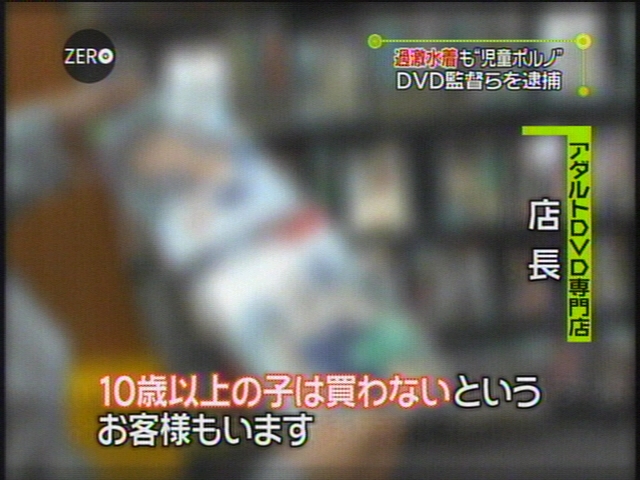 ZERO
過激水着も"児童ポルノ"
DVD監督らを逮捕
アダルトDVD専門店
店長
10歳以上の子は買わないという
お客様もいます